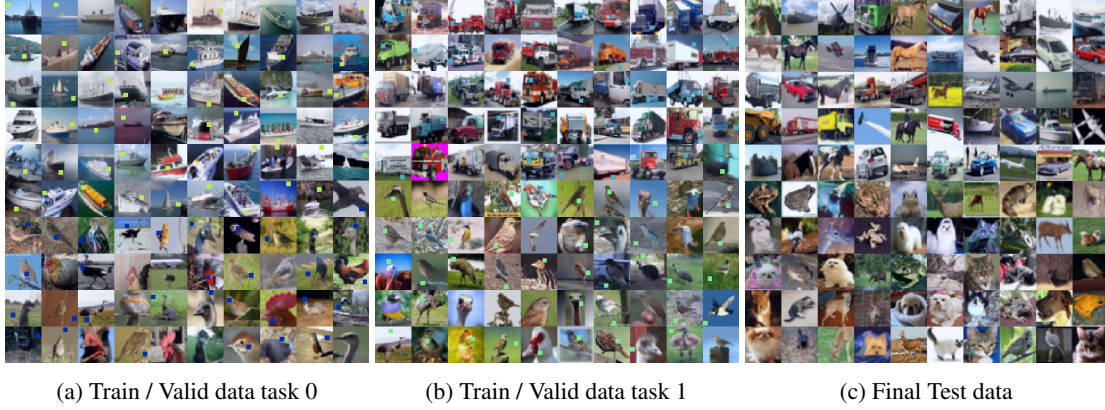 (a) Train / Valid data task 0
(b) Train / Valid data task 1
(c) Final Test data